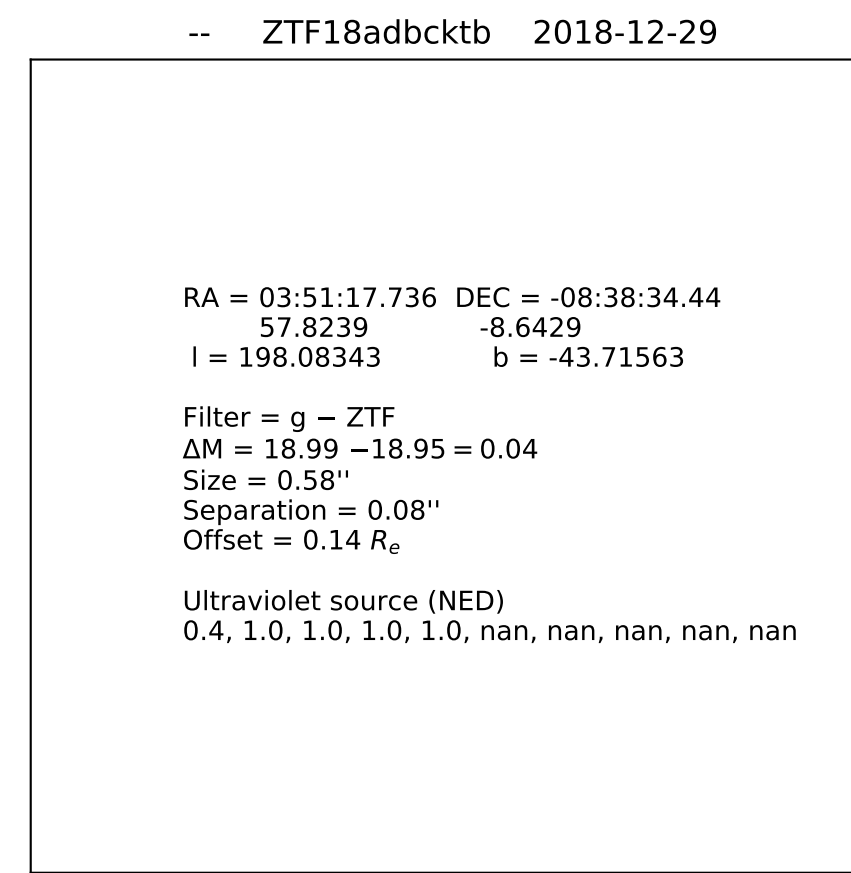 -- ZTF18adbcktb 2018-12-29
RA = 03:51:17.736 DEC = -08:38:34.44
57.8239 -8.6429
l = 198.08343 b = -43.71563
Filter = g − ZTF
ΔM = 18.99 −18.95 = 0.04
Size = 0.58''
Separation = 0.08''
Offset = 0.14 Re
Ultraviolet source (NED)
0.4, 1.0, 1.0, 1.0, 1.0, nan, nan, nan, nan, nan